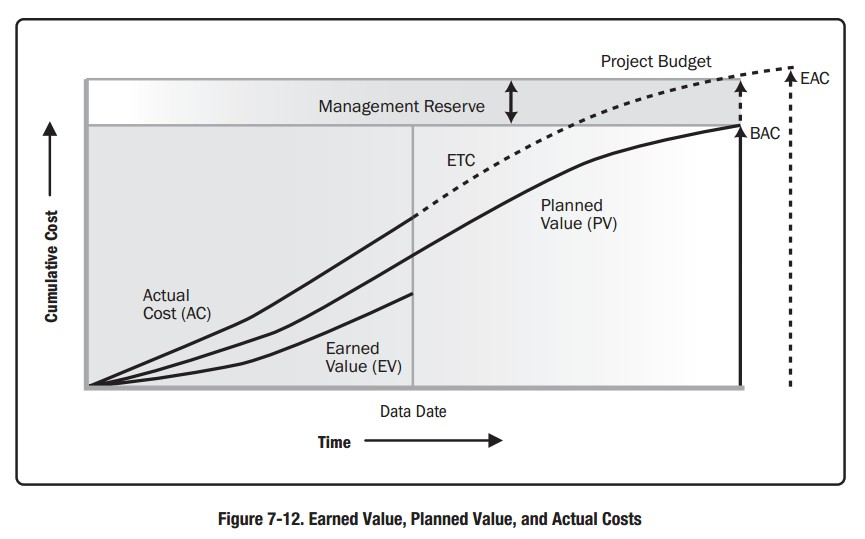 Project Budget
EAC
Management Reserve
BAC
ETC
Planned
Value (PV)
Cumulative Cost
Actual
Cost (AC)
Earned
Value (EV)
Data Date
Time
Figure 7-12. Earned Value, Planned Value, and Actual Costs